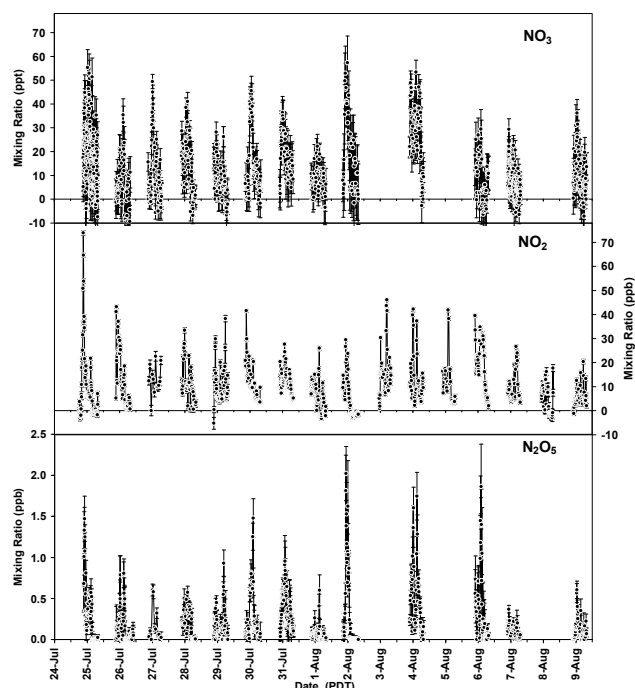 NO3
Mixing Ratio (ppt)
70
60
50
40
30
20
10
0
-10
NO2
Mixing Ratio (ppb)
70
60
50
40
30
20
10
0
-10
N2O5
Mixing Ratio (ppb)
2.5
2.0
1.5
1.0
0.5
0.0
24-Jul
25-Jul
26-Jul
27-Jul
28-Jul
29-Jul
30-Jul
31-Jul
1-Aug
2-Aug
3-Aug
4-Aug
5-Aug
6-Aug
7-Aug
8-Aug
9-Aug
Date (PDT)